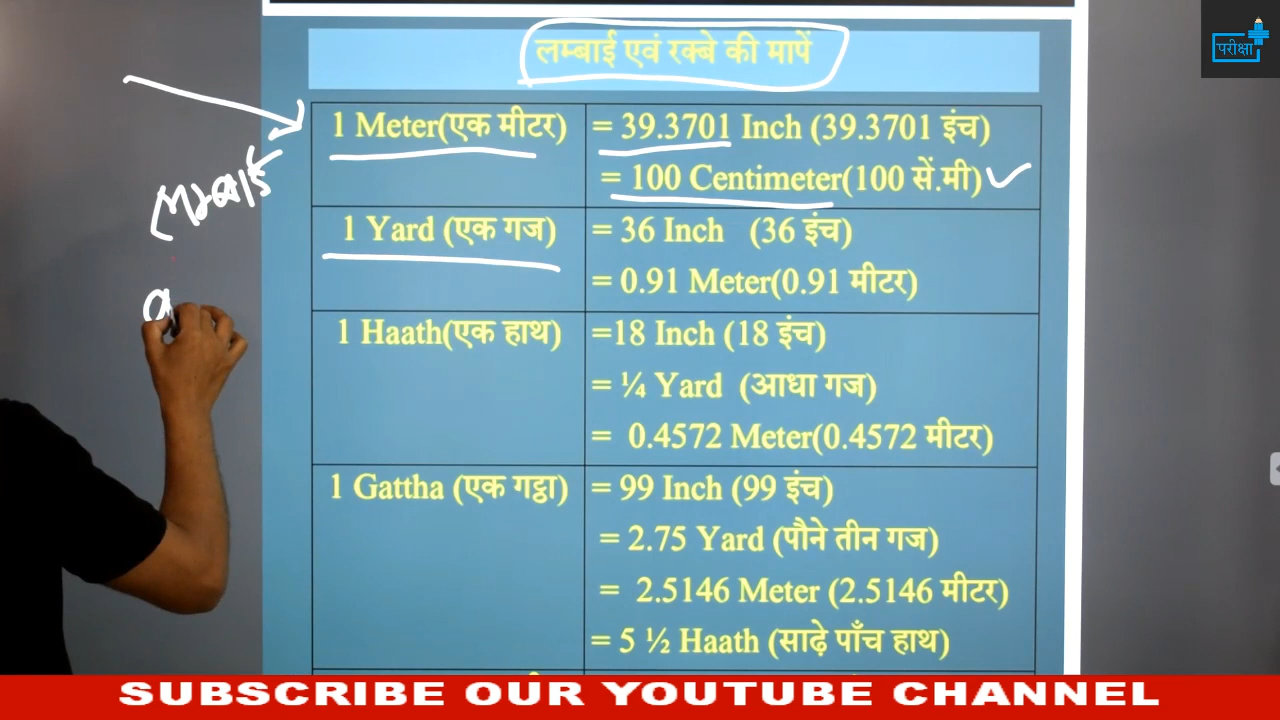 परीक्षा
लम्बाई एवं रक्बे की मापें
1 Meter(एक मीटर) = 39.3701 Inch (39.3701 इंच)
= 100 Centimeter(100 सें.मी)
लम्बाई
1 Yard (एक गज) = 36 Inch (36 इंच)
= 0.91 Meter(0.91 मीटर)
1 Haath(एक हाथ) =18 Inch (18 इंच)
= ¼ Yard (आधा गज)
= 0.4572 Meter(0.4572 मीटर)
1 Gattha (एक गट्ठा) = 99 Inch (99 इंच)
= 2.75 Yard (पौने तीन गज)
= 2.5146 Meter (2.5146 मीटर)
= 5 ½ Haath (साढ़े पाँच हाथ)
SUBSCRIBE OUR YOUTUBE CHANNEL